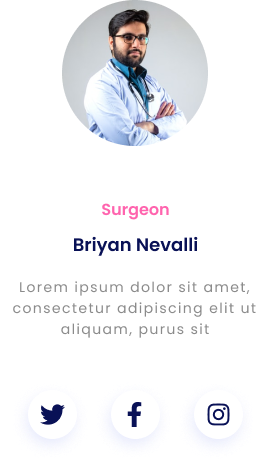 Surgeon
Briyan Nevalli
Lorem ipsum dolor sit amet,
consectetur adipiscing elit ut
aliquam, purus sit